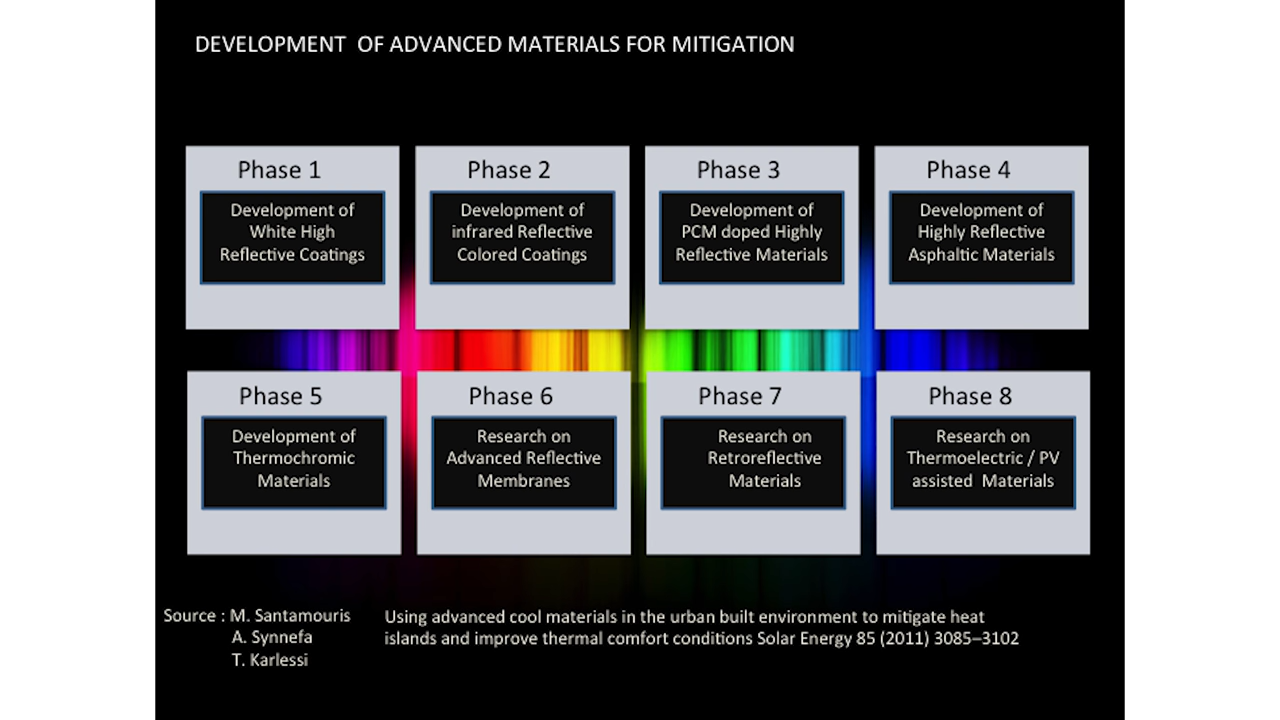 DEVELOPMENT OF ADVANCED MATERIALS FOR MITIGATION
Phase 1
Development of
White High
Reflective Coatings
Phase 2
Development of
infrared Reflective
Colored Coatings
Phase 3
Development of
PCM doped Highly
Reflective Materials
Phase 4
Development of
Highly Reflective
Asphaltic Materials
Phase 5
Development of
Thermochromic
Materials
Phase 6
Research on
Advanced Reflective
Membranes
Phase 7
Research on
Retroreflective
Materials
Phase 8
Research on
Thermoelectric / PV
assisted Materials
Source : M. Santamouris
A. Synnefa
T. Karlessi
Using advanced cool materials in the urban built environment to mitigate heat
islands and improve thermal comfort conditions Solar Energy 85 (2011) 3085–3102